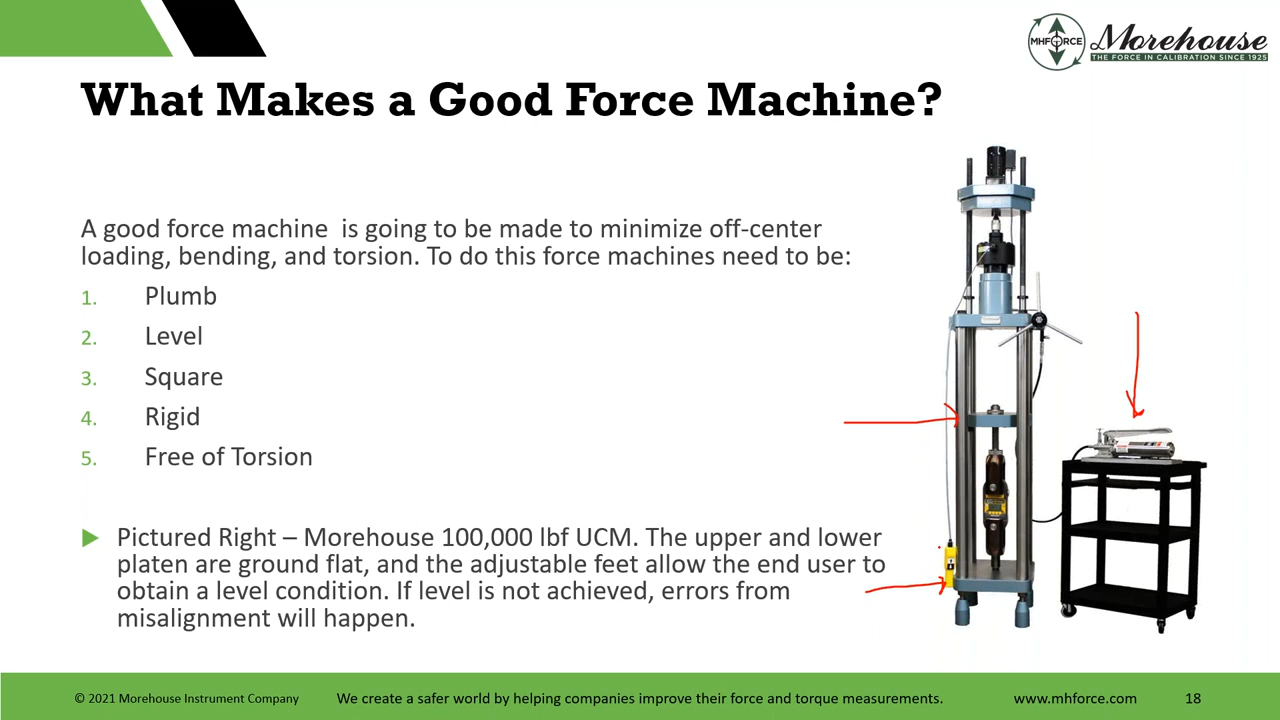 MHFORCE
Morehouse
THE FORCE IN CALIBRATION SINCE 1925
What Makes a Good Force Machine?
A good force machine  is going to be made to minimize off-center
loading, bending, and torsion. To do this force machines need to be:
1. Plumb
2. Level
3. Square
4. Rigid
5. Free of Torsion
Pictured Right – Morehouse 100,000 lbf UCM. The upper and lower
platen are ground flat, and the adjustable feet allow the end user to
obtain a level condition. If level is not achieved, errors from
misalignment will happen.
© 2021 Morehouse Instrument Company
We create a safer world by helping companies improve their force and torque measurements.
www.mhforce.com
18